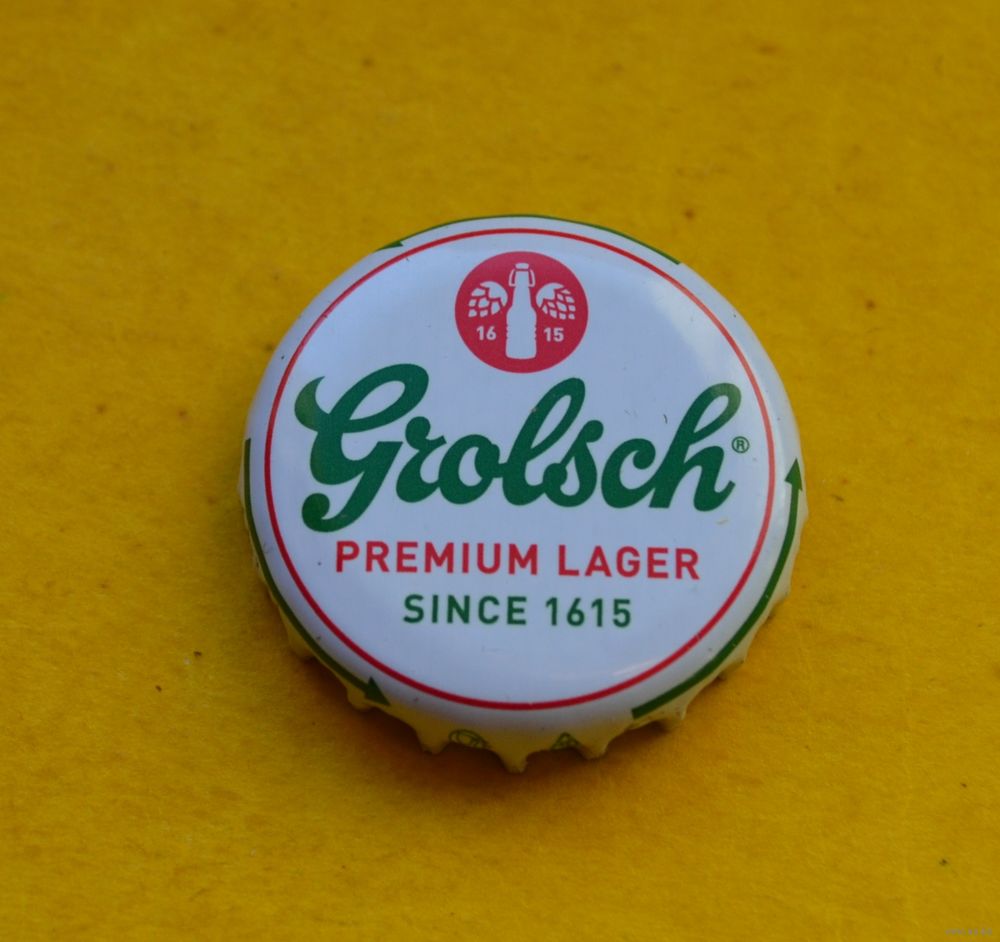 16 15
Grolsch®
PREMIUM LAGER
SINCE 1615